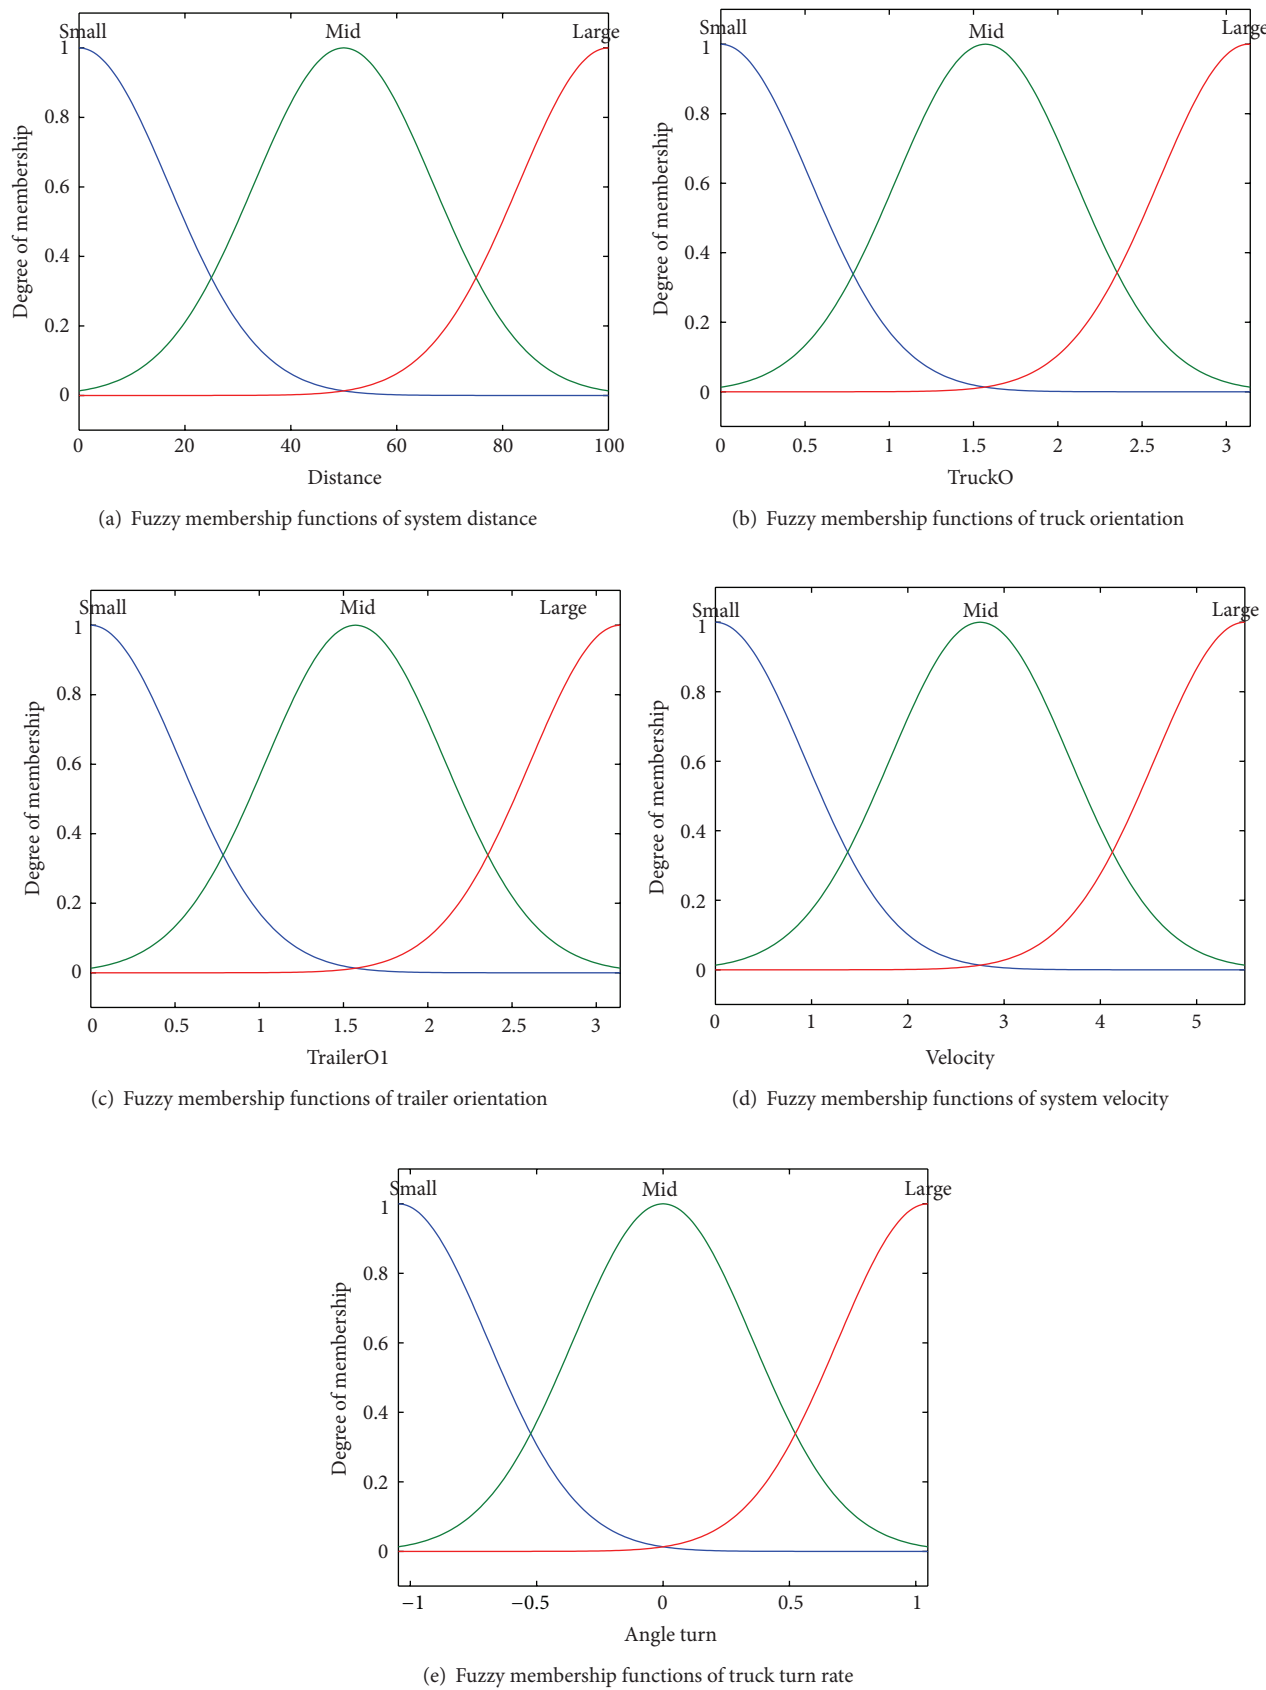 Small Mid Large
1
0.8
0.6
0.4
0.2
0
Degree of membership
0 20 40 60 80 100
Distance
(a) Fuzzy membership functions of system distance
Small Mid Large
1
0.8
0.6
0.4
0.2
0
Degree of membership
0 0.5 1 1.5 2 2.5 3
TruckO
(b) Fuzzy membership functions of truck orientation
Small Mid Large
1
0.8
0.6
0.4
0.2
0
Degree of membership
0 0.5 1 1.5 2 2.5 3
TrailerO1
(c) Fuzzy membership functions of trailer orientation
Small Mid Large
1
0.8
0.6
0.4
0.2
0
Degree of membership
0 1 2 3 4 5
Velocity
(d) Fuzzy membership functions of system velocity
Small Mid Large
1
0.8
0.6
0.4
0.2
0
Degree of membership
−1 −0.5 0 0.5 1
Angle turn
(e) Fuzzy membership functions of truck turn rate